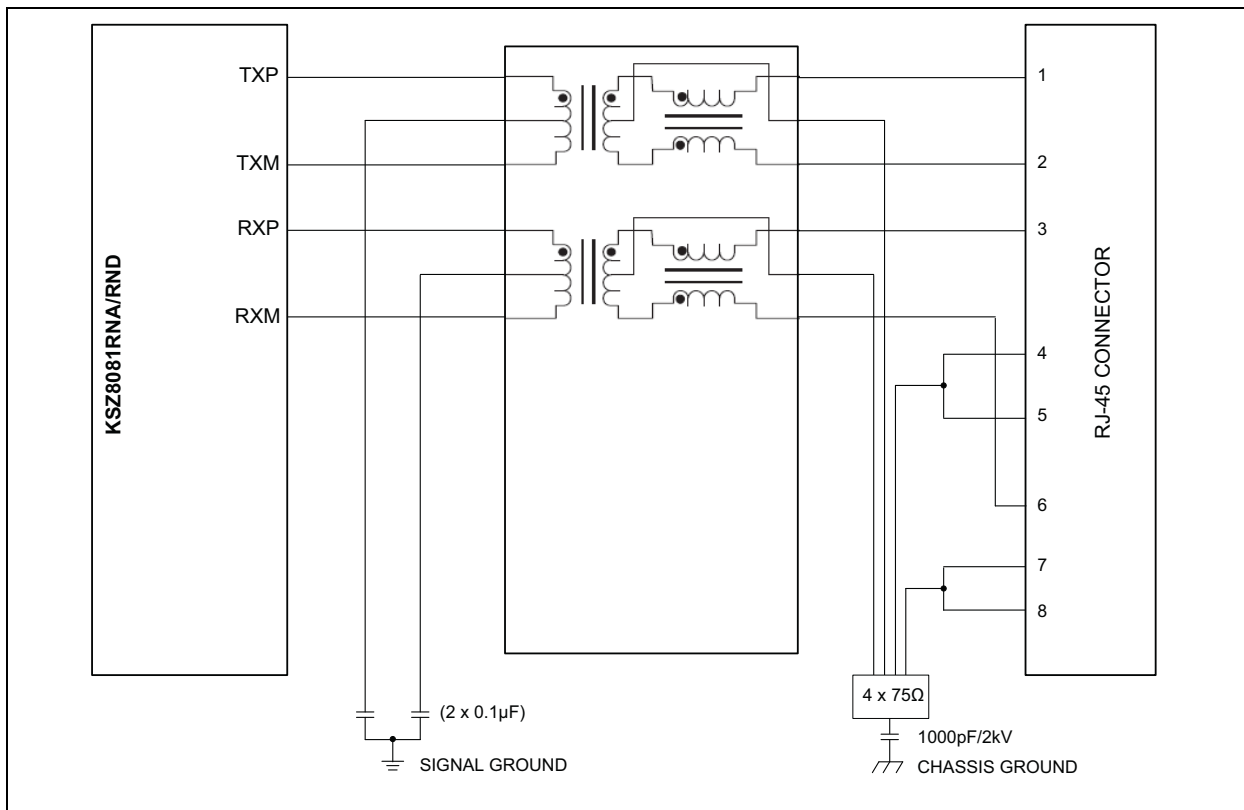 KSZ8081RNA/RND
TXP
TXM
RXP
RXM
1
2
3
4
5
6
7
8
RJ-45 CONNECTOR
(2 x 0.1µF)
SIGNAL GROUND
4 x 75Ω
1000pF/2kV
CHASSIS GROUND